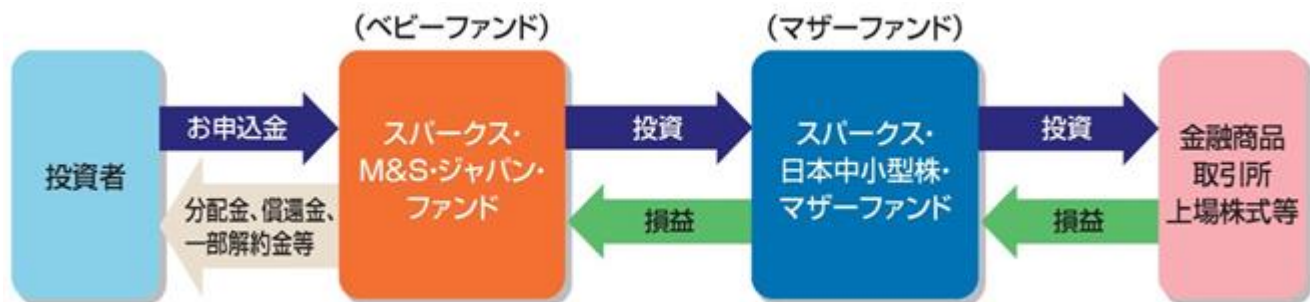 (ベビーファンド)
(マザーファンド)
投資者
お申込金
分配金、償還金、
一部解約金等
スパークス・
M&S・ジャパン・
ファンド
投資
損益
スパークス・
日本中小型株・
マザーファンド
投資
損益
金融商品
取引所
上場株式等